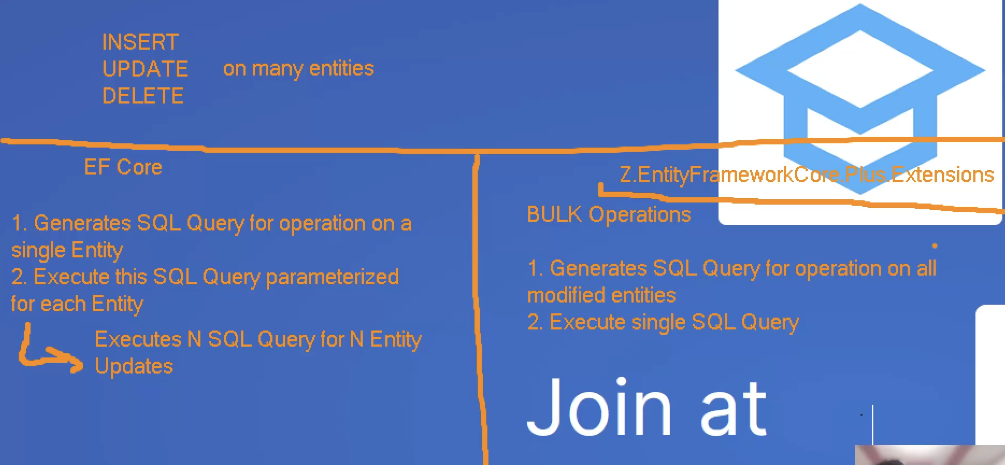 INSERT
UPDATE on many entities
DELETE
EF Core
1. Generates SQL Query for operation on a
single Entity
2. Execute this SQL Query parameterized
for each Entity
Executes N SQL Query for N Entity
Updates
Z.EntityFrameworkCore.Plus.Extensions
BULK Operations
1. Generates SQL Query for operation on all
modified entities
2. Execute single SQL Query
Join at